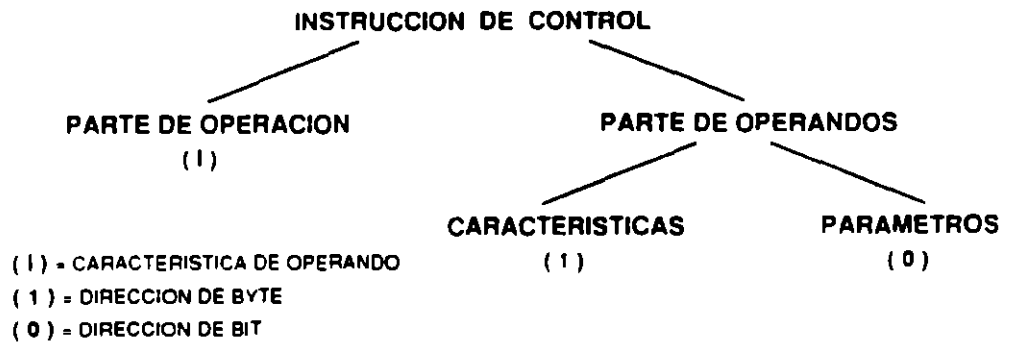 INSTRUCCION DE CONTROL
PARTE DE OPERACION
( I )
PARTE DE OPERANDOS
CARACTERISTICAS
( 1 )
PARAMETROS
( 0 )
( I ) = CARACTERISTICA DE OPERANDO
( 1 ) = DIRECCION DE BYTE
( 0 ) = DIRECCION DE BIT